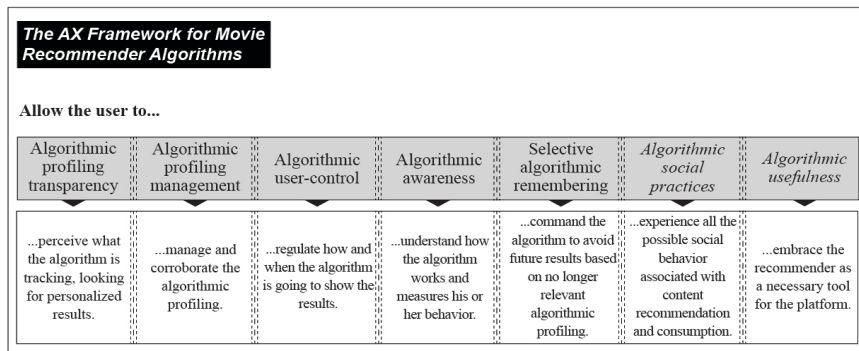 The AX Framework for Movie
Recommender Algorithms
Allow the user to...
Algorithmic
profiling
transparency
Algorithmic
profiling
management
Algorithmic
user-control
Algorithmic
awareness
Selective
algorithmic
remembering
Algorithmic
social
practices
Algorithmic
usefulness
...perceive what
the algorithm is
tracking, looking
for personalized
results.
...manage and
corroborate the
algorithmic
profiling.
...regulate how and
when the algorithm
is going to show the
results.
...understand how
the algorithm
works and
measures his or
her behavior.
...command the
algorithm to avoid
future results based
on no longer
relevant
algorithmic
profiling.
...experience all the
possible social
behavior
associated with
content
recommendation
and consumption.
...embrace the
recommender as
a necessary tool
for the platform.